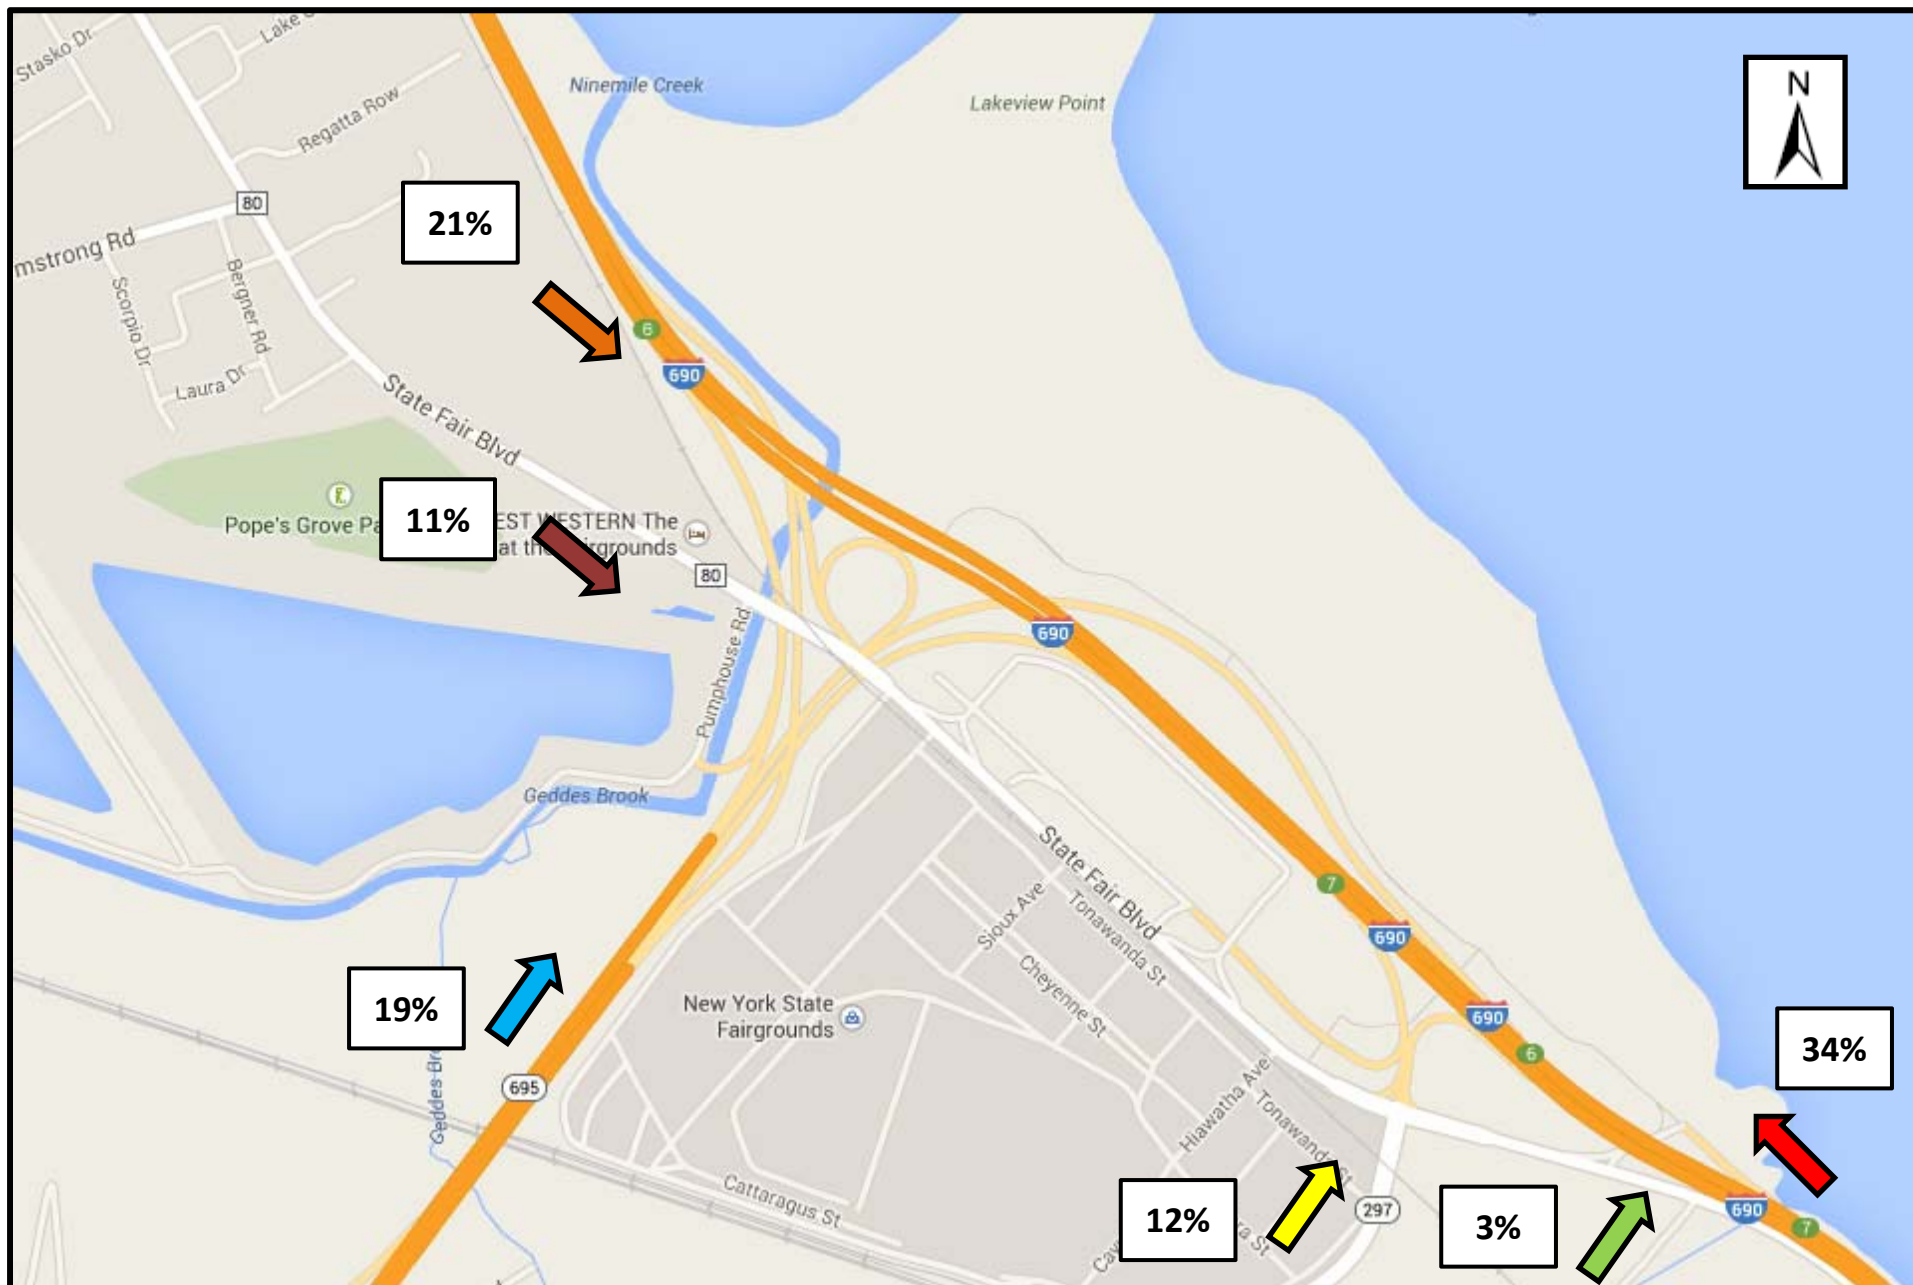 Stasko Dr
Ninemile Creek
Lakeview Point
N
Regatta Row
80
21%
mstrong Rd
Scorpio Dr
Bergner Rd
6
690
Laura Dr
State Fair Blvd
Pope's Grove Pa
11%
EST WESTERN The
at the
irgrounds
80
690
Pumphouse Rd
Geddes Brook
State Fair Blvd
7
Sioux Ave
Tonawanda St
690
Cheyenne St
19%
New York State
Fairgrounds
690
6
34%
695
Hiawatha Ave
Tonawanda St
Cattaragus St
12%
297
3%
690
7